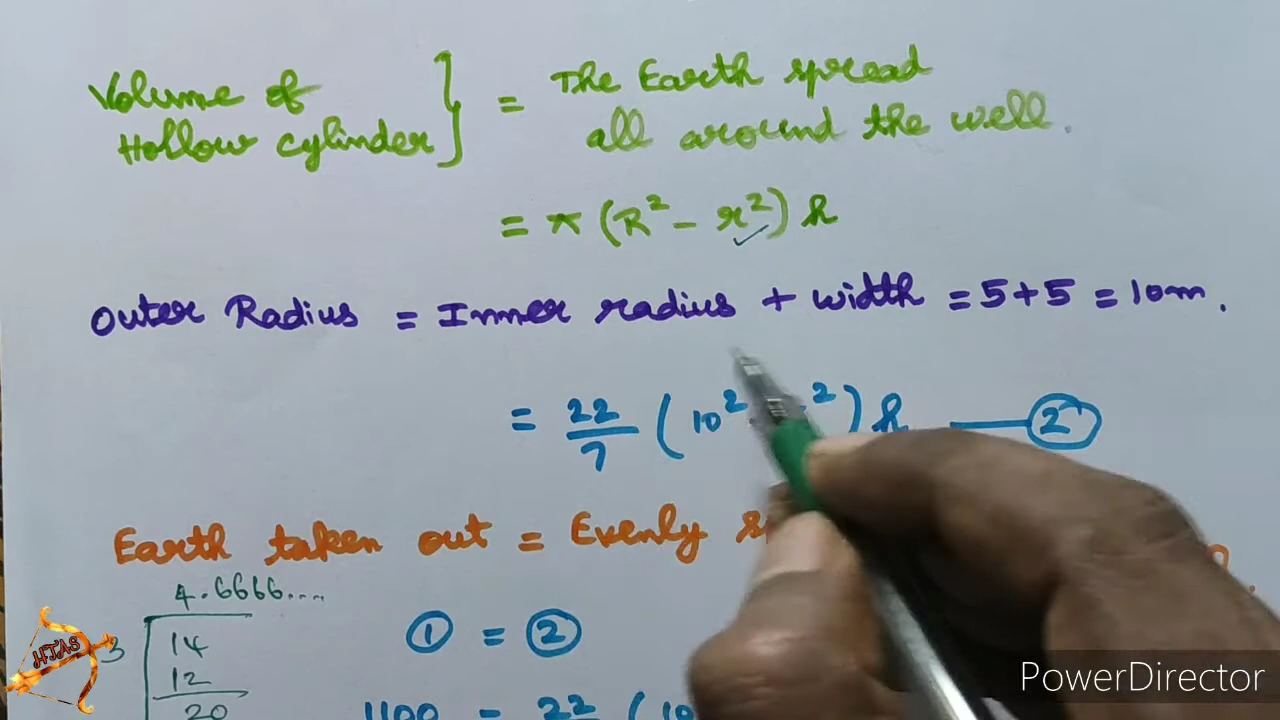 Volume of } = The Earth spread
Hollow cylinder all around the well.
= π (R² - r²) h
Outer Radius = Inner radius + width = 5+5 = 10m.
= 22/7 (10² ²) h — ②
Earth taken out = Evenly
4.6666....
① = ②
3 14
12
20
1100 = 22 (10
HTAS
PowerDirector